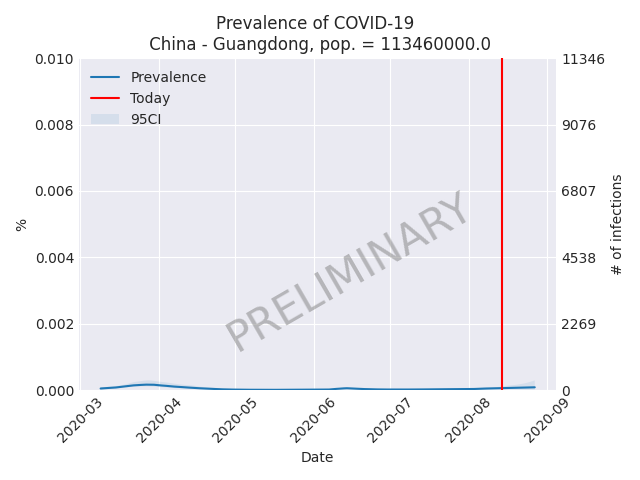 Prevalence of COVID-19
China - Guangdong, pop. = 113460000.0
Prevalence
Today
95CI
0.010
0.008
0.006
0.004
0.002
0.000
%
11346
9076
6807
4538
2269
0
# of infections
PRELIMINARY
2020-03
2020-04
2020-05
2020-06
2020-07
2020-08
2020-09
Date